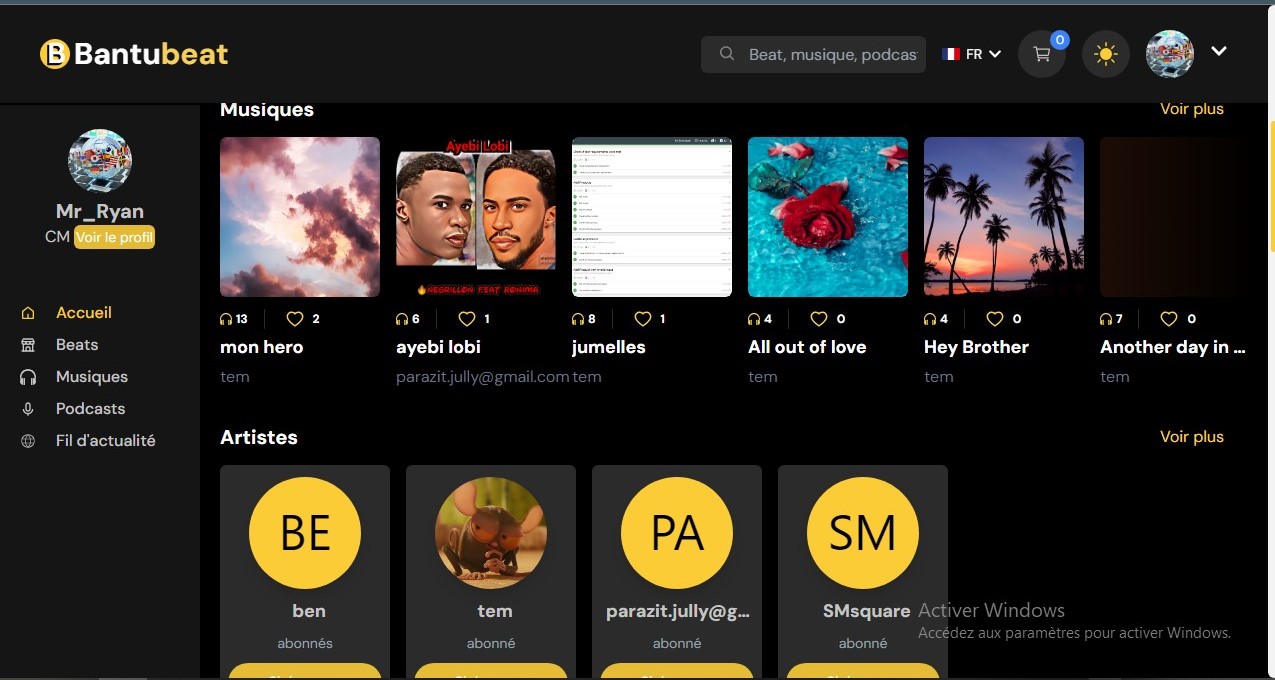 Bantubeat
Beat, musique, podcas
FR
0
Mr_Ryan
CM Voir le profil
Accueil
Beats
Musiques
Podcasts
Fil d'actualité
Musiques
Voir plus
Ayebi Lobi
NEGRILLON FEAT RONIMA
13 2
mon hero
tem
6 1
ayebi lobi
parazit.jully@gmail.com
8 1
jumelles
tem
4 0
All out of love
tem
4 0
Hey Brother
tem
7 0
Another day in ...
tem
Artistes
Voir plus
BE
ben
abonnés
tem
abonné
PA
parazit.jully@g...
abonné
SM
SMsquare
abonné
Activer Windows
Accédez aux paramètres pour activer Windows.